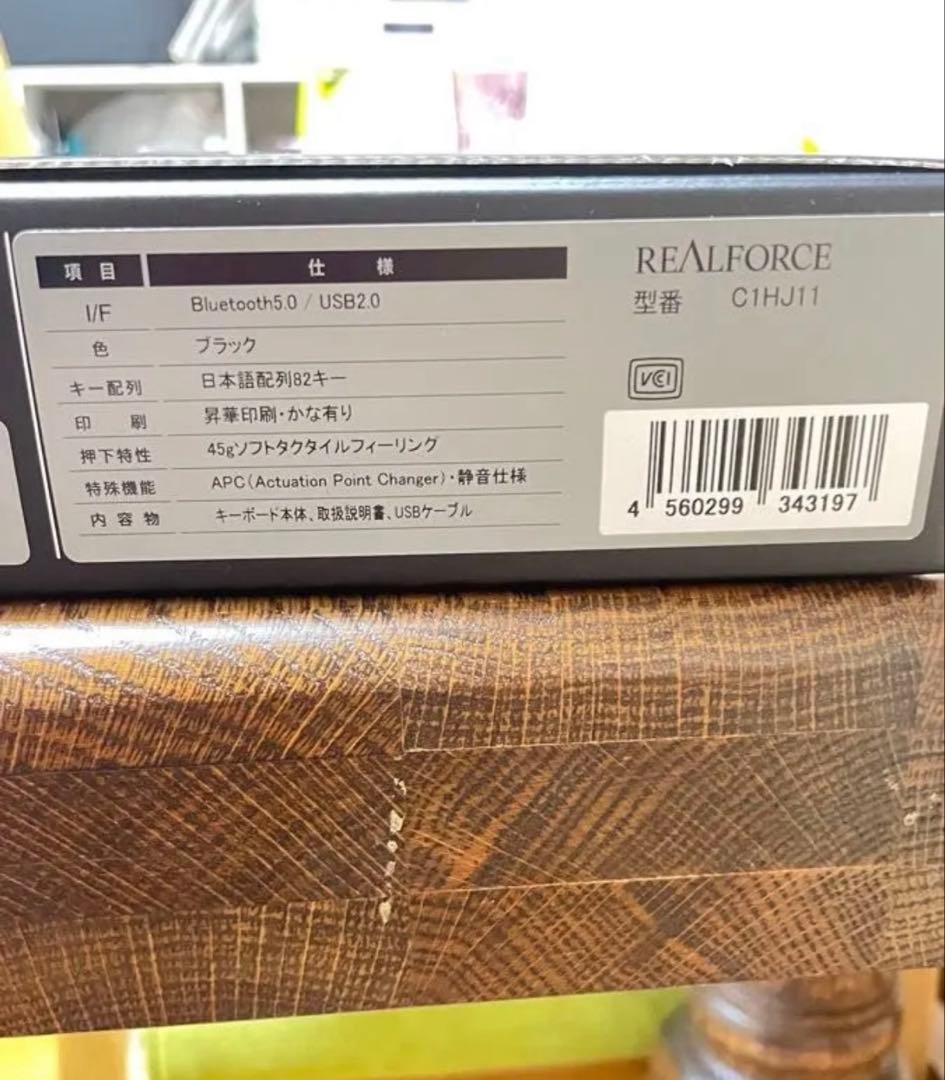 項目 仕様
I/F Bluetooth5.0 / USB2.0
色 ブラック
キー配列 日本語配列82キー
印刷 昇華印刷・かな有り
押下特性 45gソフトタクタイルフィーリング
特殊機能 APC(Actuation Point Changer)・静音仕様
内容物 キーボード本体、取扱説明書、USBケーブル
REALFORCE
型番 C1HJ11
VCI
4 560299 343197